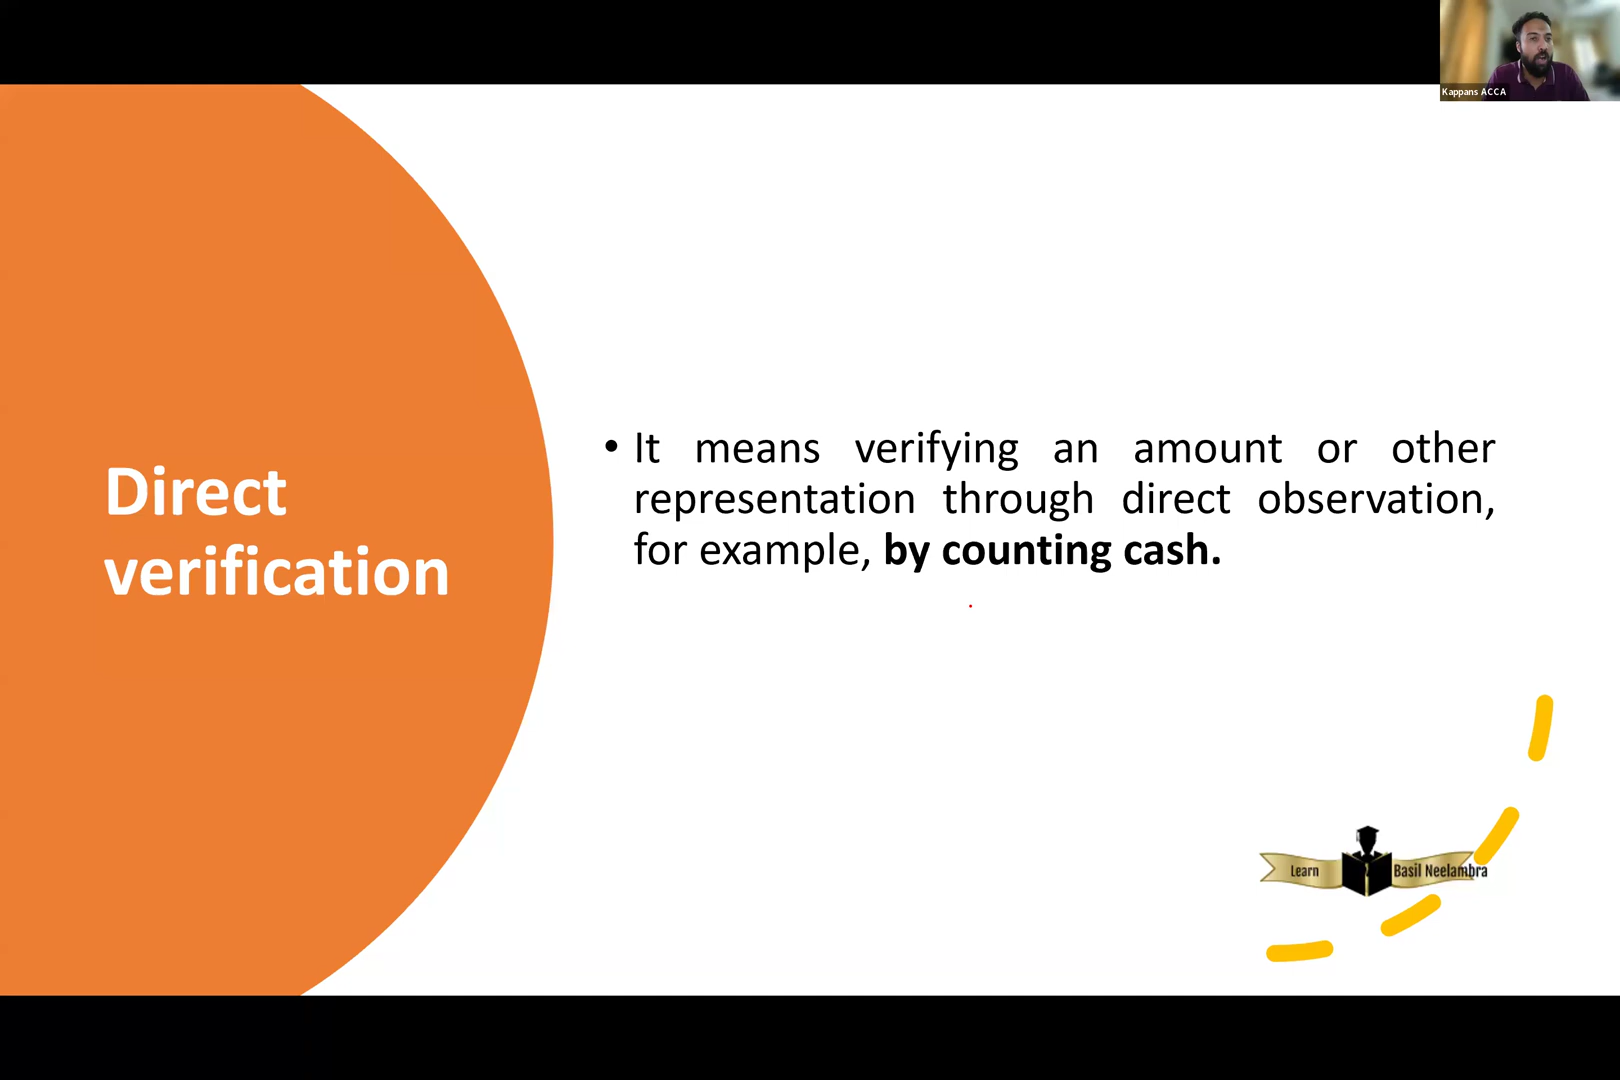 Kappans ACCA
Direct
verification
• It means verifying an amount or other
representation through direct observation,
for example, by counting cash.
Learn Basil Neelambra